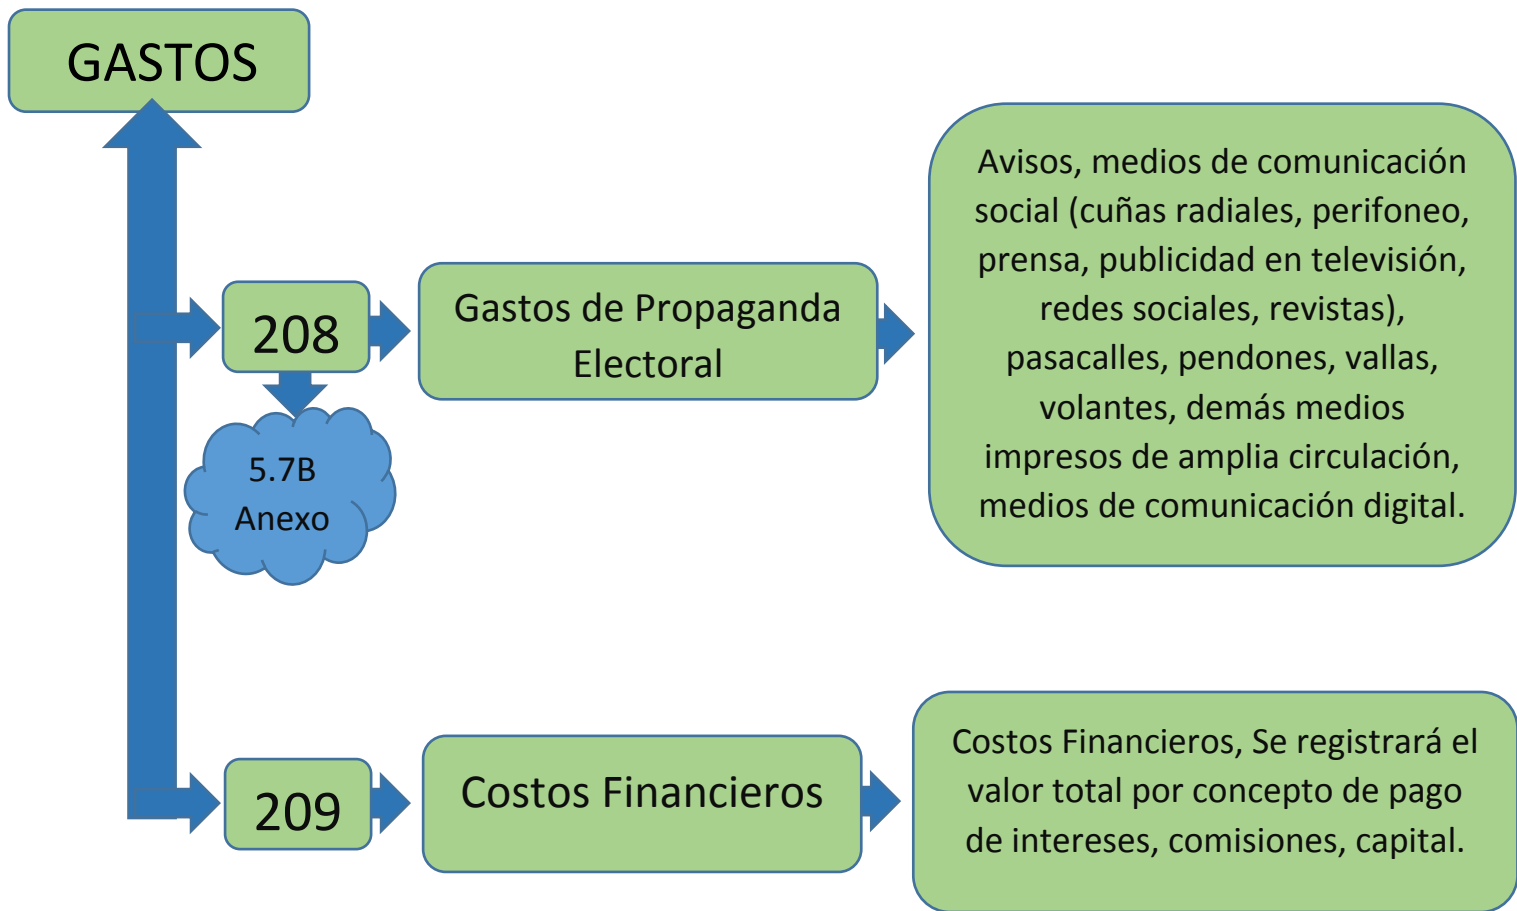 GASTOS
208
5.7B
Anexo
Gastos de Propaganda
Electoral
Avisos, medios de comunicación
social (cuñas radiales, perifoneo,
prensa, publicidad en televisión,
redes sociales, revistas),
pasacalles, pendones, vallas,
volantes, demás medios
impresos de amplia circulación,
medios de comunicación digital.
209
Costos Financieros
Costos Financieros, Se registrará el
valor total por concepto de pago
de intereses, comisiones, capital.